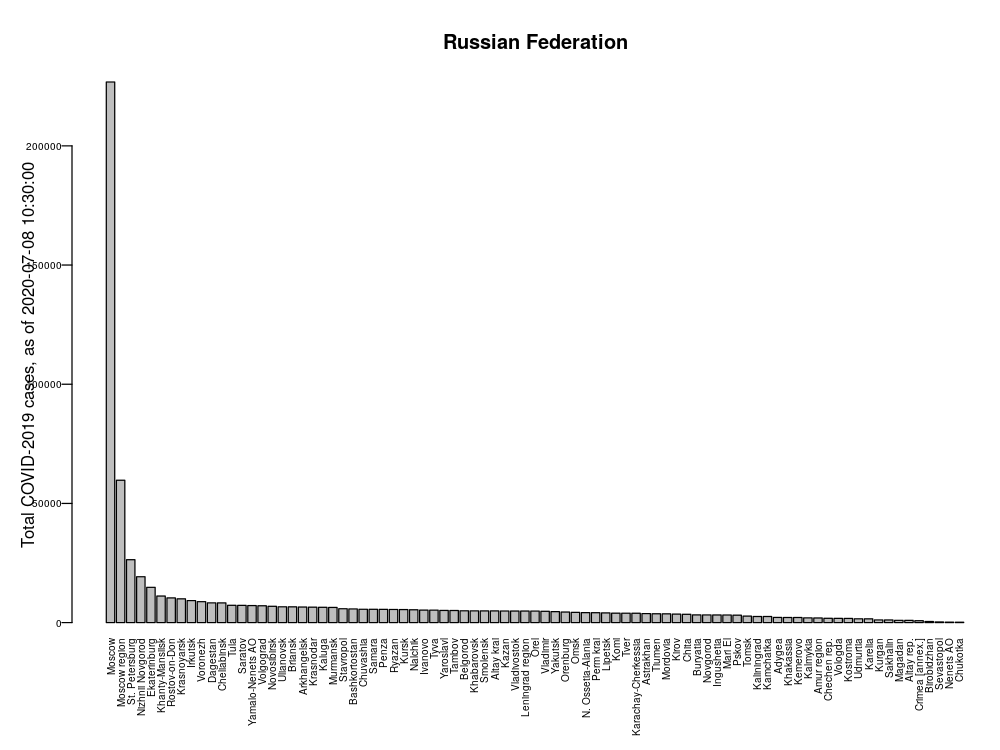 Russian Federation
Total COVID-2019 cases, as of 2020-07-08 10:30:00
200000
150000
100000
50000
0
Moscow
Moscow region
St. Petersburg
Nizhnii Novgorod
Ekaterinburg
Khanty-Mansiisk
Rostov-on-Don
Krasnoyarsk
Irkutsk
Voronezh
Dagestan
Cheliabinsk
Tula
Saratov
Yamalo-Nenets AO
Volgograd
Novosibirsk
Ulianovsk
Briansk
Arkhangelsk
Krasnodar
Kaluga
Murmansk
Stavropol
Bashkortostan
Chuvashia
Samara
Penza
Ryazan
Kursk
Nalchik
Ivanovo
Tyva
Yaroslavl
Tambov
Belgorod
Khabarovsk
Smolensk
Altay krai
Kazan
Vladivostok
Leningrad region
Orel
Vladimir
Yakutsk
Orenburg
Omsk
N. Ossetia-Alania
Perm krai
Lipetsk
Komi
Tver
Karachay-Cherkessia
Astrakhan
Tiumen
Mordovia
Kirov
Chita
Buryatia
Novgorod
Ingushetia
Mari El
Pskov
Tomsk
Kaliningrad
Kamchatka
Adygea
Khakassia
Kemerovo
Kalmykia
Amur region
Chechen rep.
Vologda
Kostroma
Udmurtia
Karelia
Kurgan
Sakhalin
Magadan
Altay rep.
Crimea [annex.]
Birobidzhan
Sevastopol
Nenets AO
Chukotka